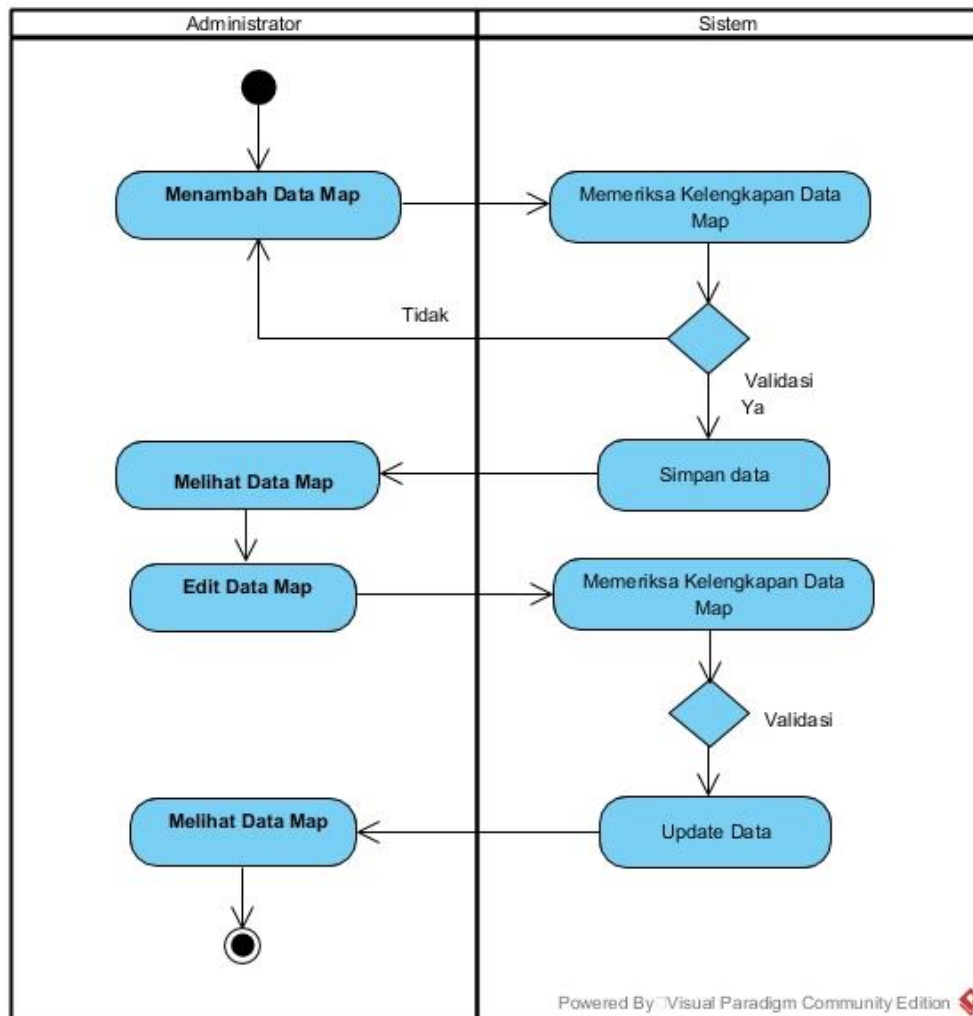 Administrator
Sistem
Menambah Data Map
Memeriksa Kelengkapan Data
Map
Tidak
Validasi
Ya
Melihat Data Map
Simpan data
Edit Data Map
Memeriksa Kelengkapan Data
Map
Validasi
Melihat Data Map
Update Data
Powered By Visual Paradigm Community Edition